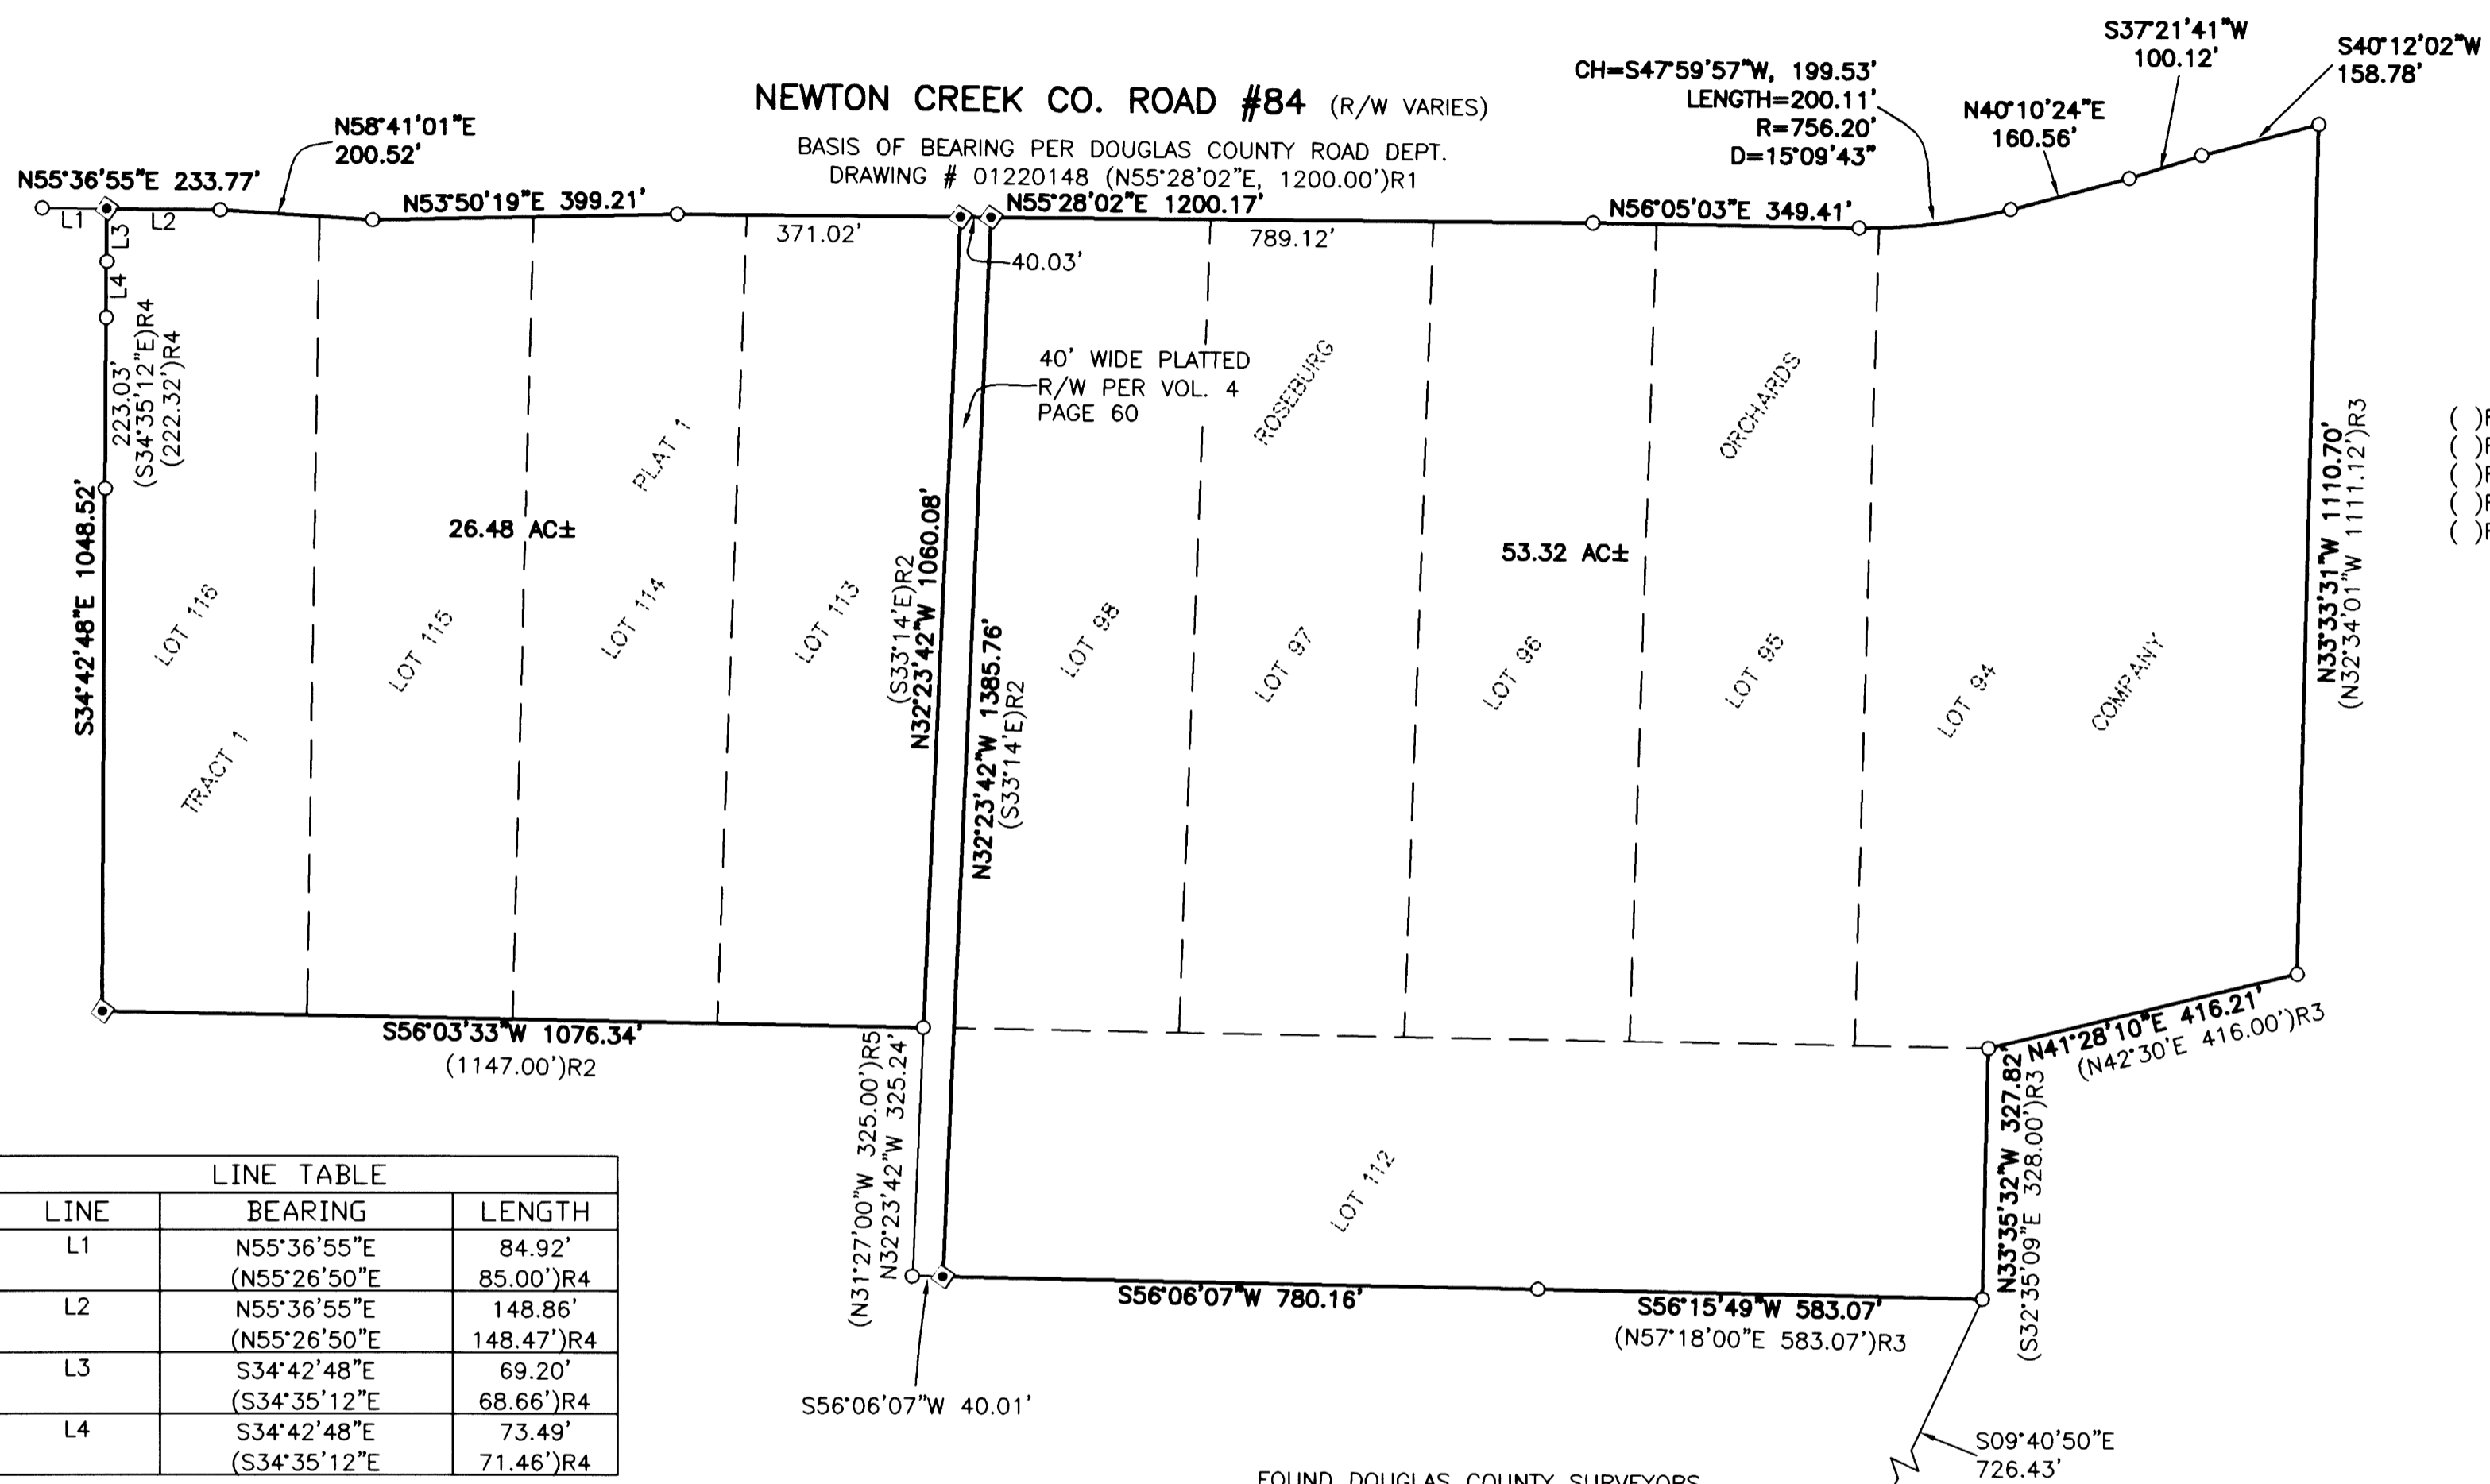 S37°21'41"W
100.12'
S40°12'02"W
158.78'
CH=S47°59'57"W, 199.53'
LENGTH=200.11'
R=756.20'
D=15°09'43"
N40°10'24"E
160.56'
NEWTON CREEK CO. ROAD #84 (R/W VARIES)
BASIS OF BEARING PER DOUGLAS COUNTY ROAD DEPT.
DRAWING # 01220148 (N55°28'02"E, 1200.00')R1
N58°41'01"E
200.52'
N55°36'55"E 233.77'
N53°50'19"E 399.21'
N55°28'02"E 1200.17'
N56°05'03"E 349.41'
L1
L2
L3
L4
371.02'
40.03'
789.12'
223.03'
(S34°35'12"E)R4
(222.32')R4
S34°42'48"E 1048.52'
40' WIDE PLATTED
R/W PER VOL. 4
PAGE 60
PLAT 1
ROSEBURG
ORCHARDS
COMPANY
26.48 AC±
53.32 AC±
LOT 116
LOT 115
LOT 114
LOT 113
LOT 98
LOT 97
LOT 96
LOT 95
LOT 94
TRACT 1
(S33°14'E)R2
N32°23'42"W 1060.08'
N32°23'42"W 1385.76'
(S33°14'E)R2
N33°33'31"W 1110.70'
(N32°34'01"W 1111.12')R3
( )R
( )R
( )R
( )R
( )R
S56°03'33"W 1076.34'
(1147.00')R2
(N31°27'00"W 325.00')R5
N32°23'42"W 325.24'
N41°28'10"E 416.21'
(N42°30'E 416.00')R3
N33°35'32"W 327.82'
(S32°35'09"E 328.00')R3
LOT 112
S56°06'07"W 780.16'
S56°15'49"W 583.07'
(N57°18'00"E 583.07')R3
S56°06'07"W 40.01'
S09°40'50"E
726.43'
LINE TABLE
LINE BEARING LENGTH
L1 N55°36'55"E 84.92'
(N55°26'50"E 85.00')R4
L2 N55°36'55"E 148.86'
(N55°26'50"E 148.47')R4
L3 S34°42'48"E 69.20'
(S34°35'12"E 68.66')R4
L4 S34°42'48"E 73.49'
(S34°35'12"E 71.46')R4
FOUND DOUGLAS COUNTY SURVEYORS